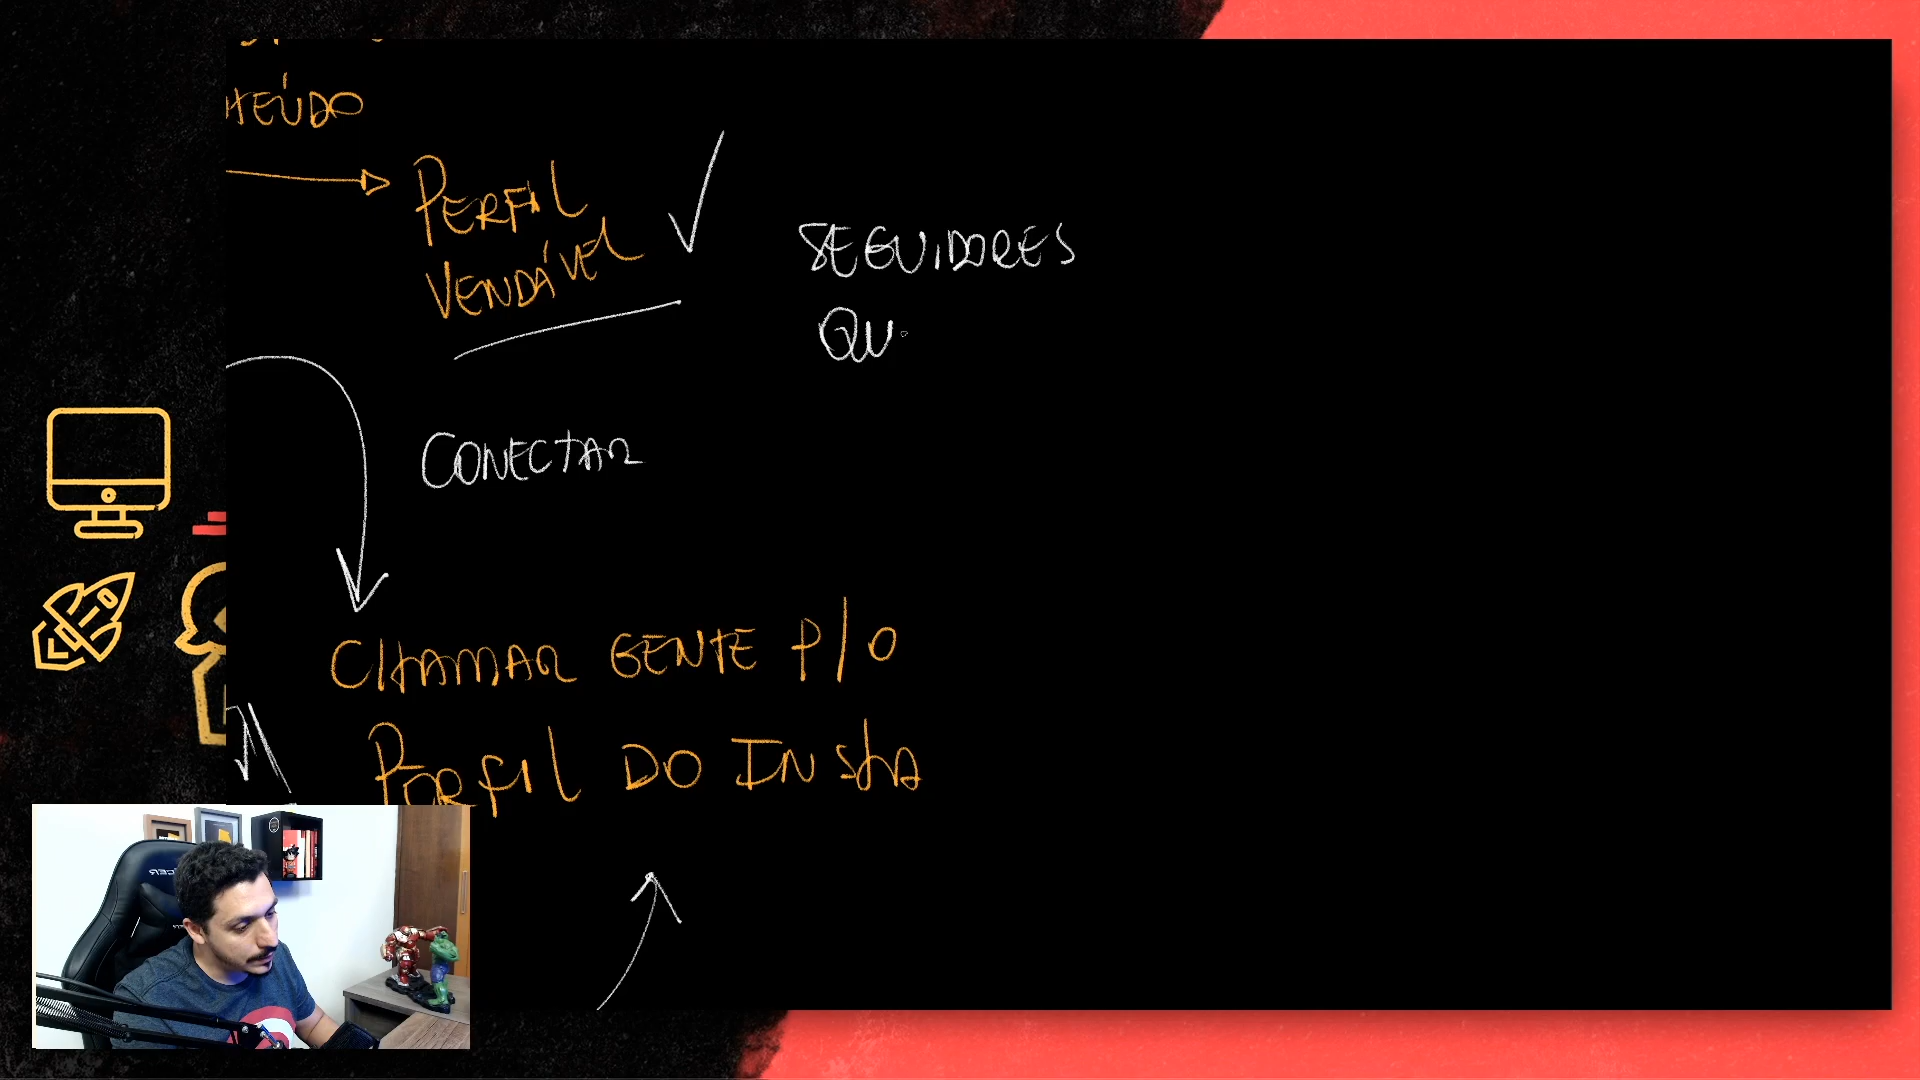 TEÚDO
PERFIL
VENDÁVEL
SEGUIDORES
QU
CONECTAR
CHAMAR GENTE P/ O
PERFIL DO INSTA